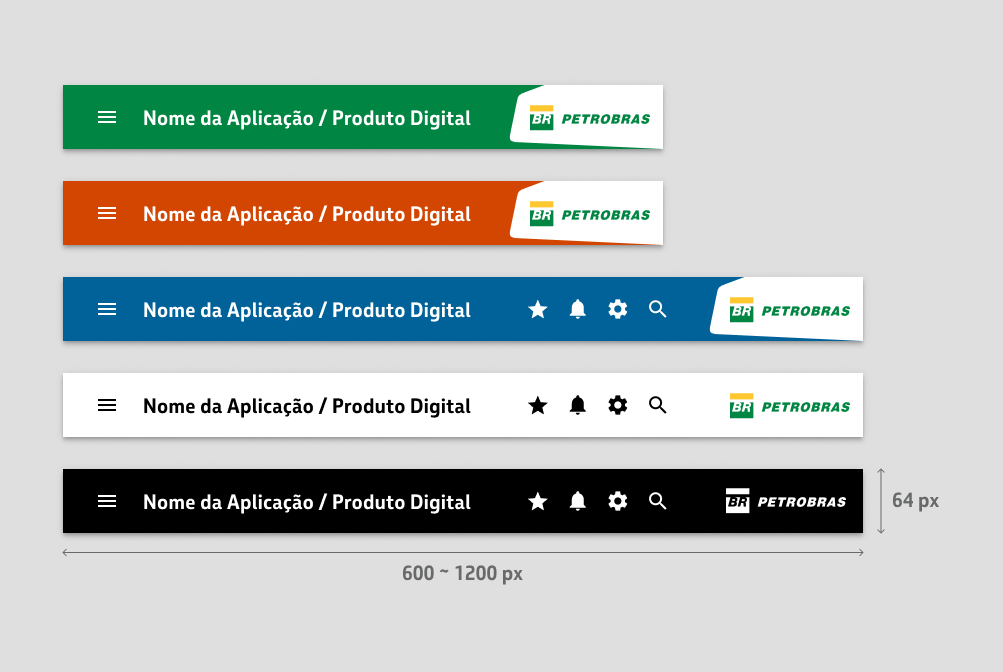 Nome da Aplicação / Produto Digital BR PETROBRAS
Nome da Aplicação / Produto Digital BR PETROBRAS
Nome da Aplicação / Produto Digital BR PETROBRAS
Nome da Aplicação / Produto Digital BR PETROBRAS
Nome da Aplicação / Produto Digital BR PETROBRAS
64 px
600 ~ 1200 px